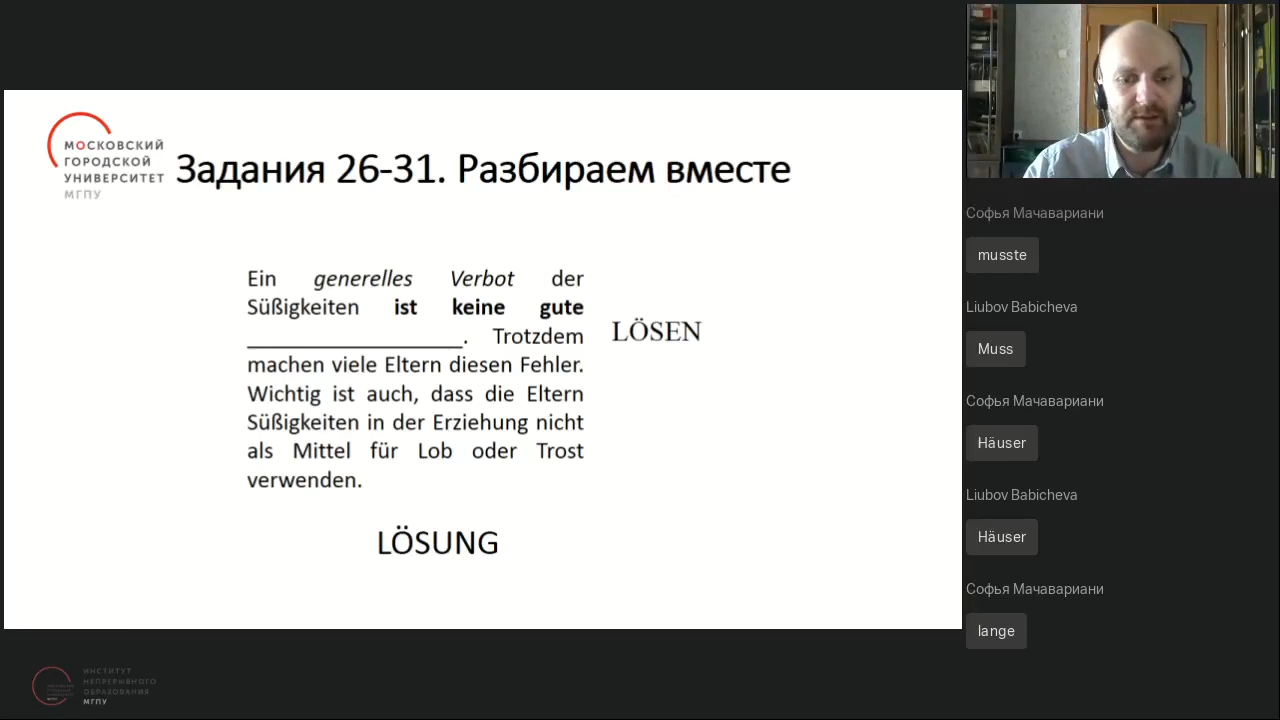 МОСКОВСКИЙ
ГОРОДСКОЙ
УНИВЕРСИТЕТ
МГПУ
Задания 26-31. Разбираем вместе
Ein generelles Verbot der
Süßigkeiten ist keine gute
__________________. Trotzdem
machen viele Eltern diesen Fehler.
Wichtig ist auch, dass die Eltern
Süßigkeiten in der Erziehung nicht
als Mittel für Lob oder Trost
verwenden.
LÖSEN
LÖSUNG
Софья Мачавариани
musste
Liubov Babicheva
Muss
Софья Мачавариани
Häuser
Liubov Babicheva
Häuser
Софья Мачавариани
lange
ИНСТИТУТ
НЕПРЕРЫВНОГО
ОБРАЗОВАНИЯ
МГПУ